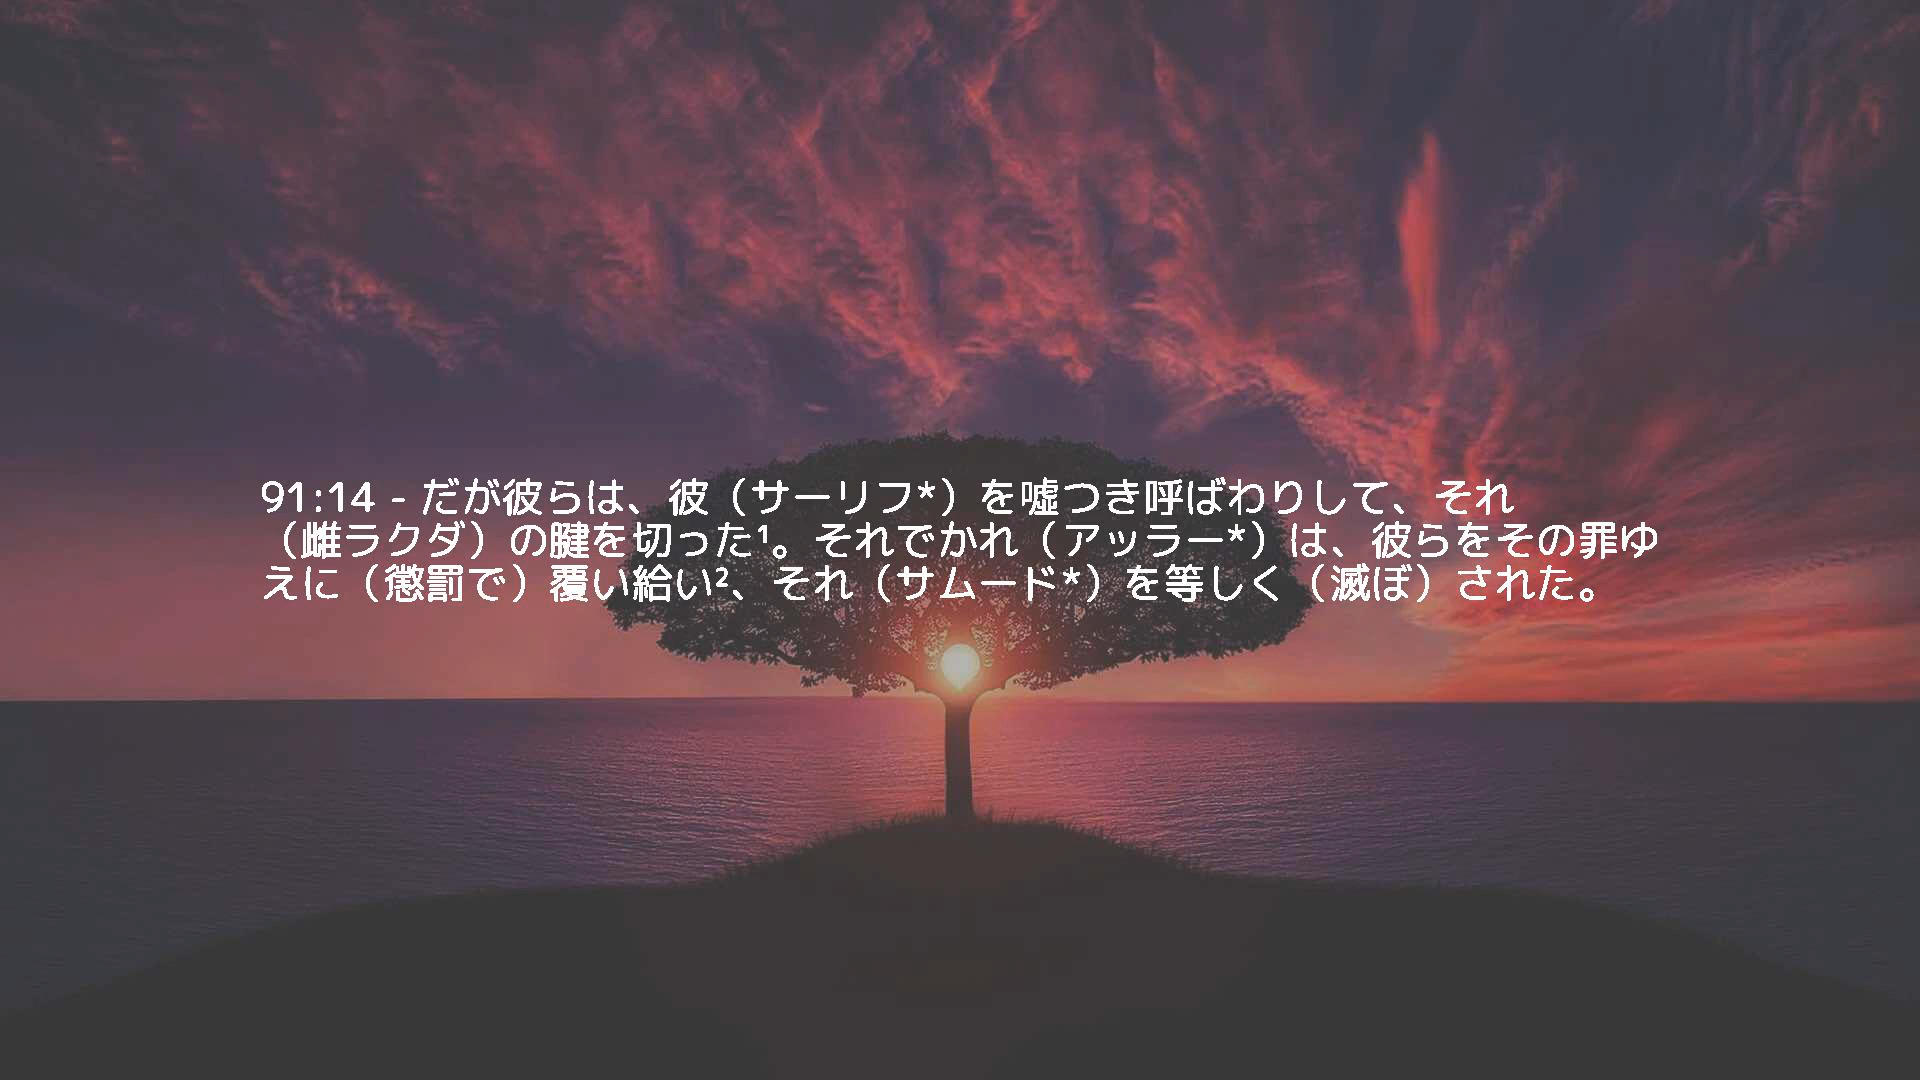 91:14 - だが彼らは、彼（サーリフ*）を嘘つき呼ばわりして、それ
（雌ラクダ）の腱を切った¹。それでかれ（アッラー*）は、彼らをその罪ゆ
えに（懲罰で）覆い給い²、それ（サムード*）を等しく（滅ぼ）された。